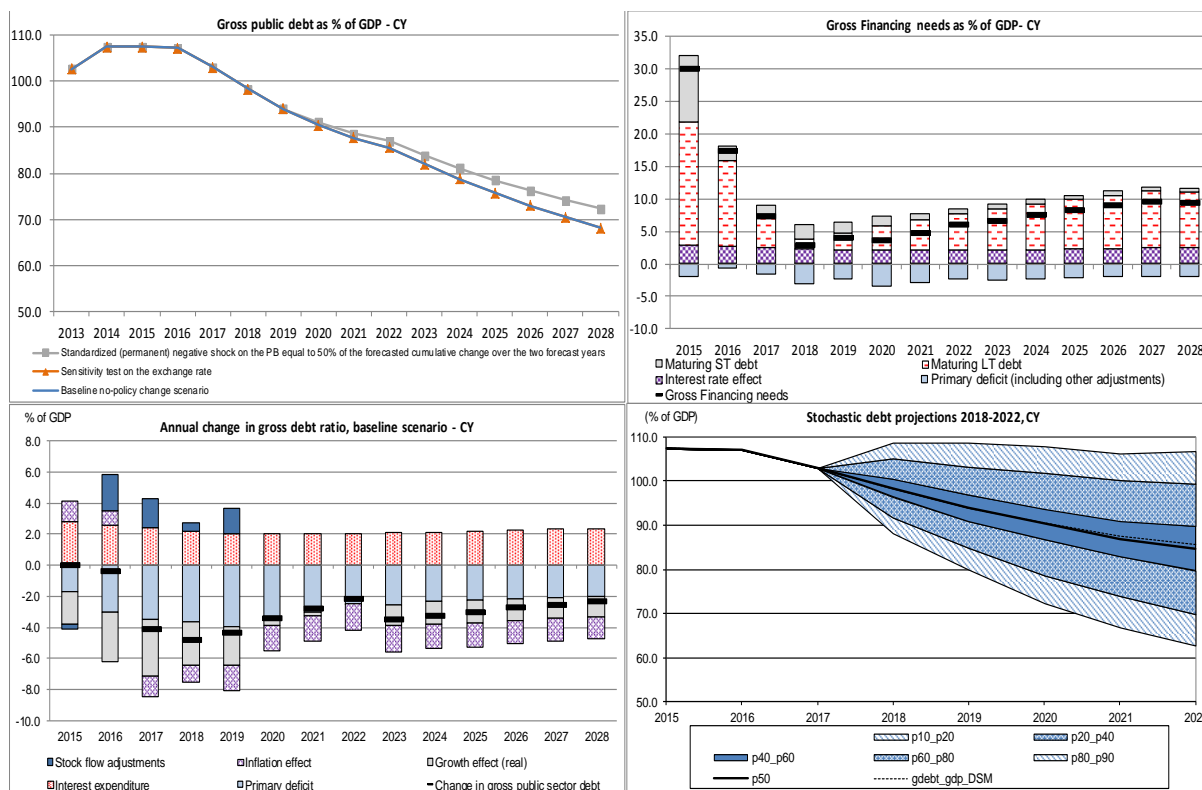 Gross public debt as % of GDP - CY
110.0
100.0
90.0
80.0
70.0
60.0
50.0
2013 2014 2015 2016 2017 2018 2019 2020 2021 2022 2023 2024 2025 2026 2027 2028
Standardized (permanent) negative shock on the PB equal to 50% of the forecasted cumulative change over the two forecast years
Sensitivity test on the exchange rate
Baseline no-policy change scenario
Gross Financing needs as % of GDP- CY
35.0
30.0
25.0
20.0
15.0
10.0
5.0
0.0
-5.0
-10.0
2015 2016 2017 2018 2019 2020 2021 2022 2023 2024 2025 2026 2027 2028
Maturing ST debt Maturing LT debt
Interest rate effect Primary deficit (including other adjustments)
Gross Financing needs
% of GDP
Annual change in gross debt ratio, baseline scenario - CY
8.0
6.0
4.0
2.0
0.0
-2.0
-4.0
-6.0
-8.0
-10.0
2015 2016 2017 2018 2019 2020 2021 2022 2023 2024 2025 2026 2027 2028
Stock flow adjustments Inflation effect Growth effect (real)
Interest expenditure Primary deficit Change in gross public sector debt
(% of GDP)
Stochastic debt projections 2018-2022, CY
110.0
100.0
90.0
80.0
70.0
60.0
50.0
2015 2016 2017 2018 2019 2020 2021 202
p10_p20 p20_p40
p40_p60 p60_p80 p80_p90
p50 gdebt_gdp_DSM